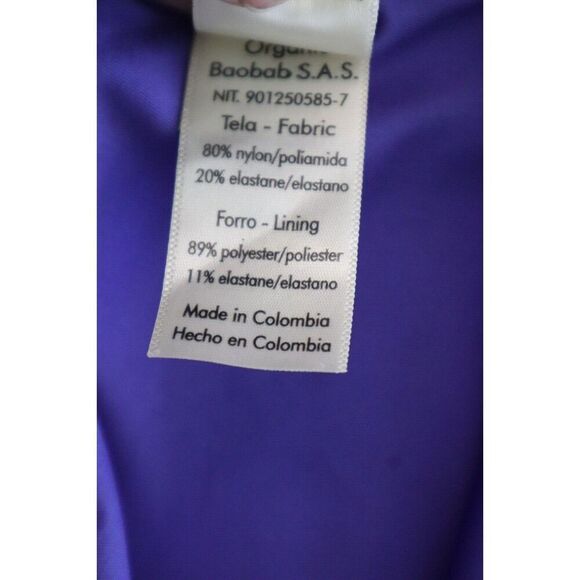 Baobab S.A.S.
NIT. 901250585-7
Tela - Fabric
80% nylon/poliamida
20% elastane/elastano
Forro - Lining
89% polyester/poliester
11% elastane/elastano
Made in Colombia
Hecho en Colombia